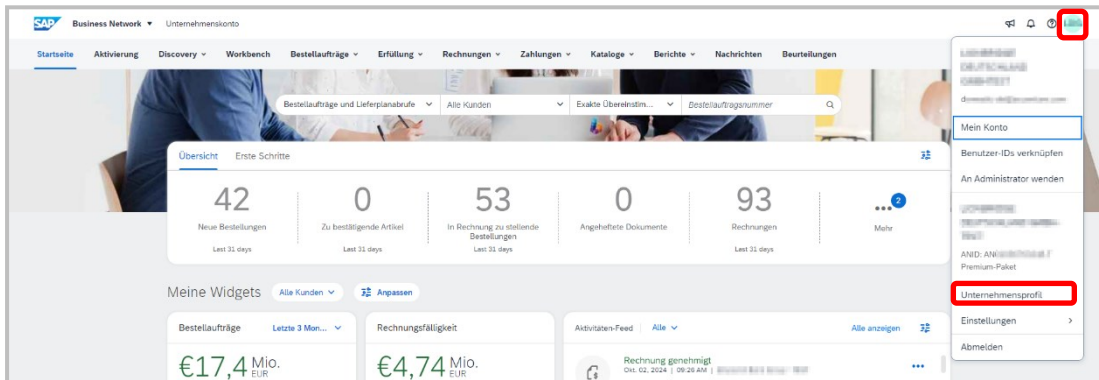 SAP Business Network ▼ Unternehmenskonto
Startseite Aktivierung Discovery Workbench Bestellaufträge Erfüllung Rechnungen Zahlungen Kataloge Berichte Nachrichten Beurteilungen
Bestellaufträge und Lieferplanabrufe Alle Kunden Exakte Übereinstim... Bestellauftragsnummer
Mein Konto
Benutzer-IDs verknüpfen
An Administrator wenden
ANID: AN
Premium-Paket
Unternehmensprofil
Einstellungen >
Abmelden
Übersicht Erste Schritte
42
Neue Bestellungen
Last 31 days
0
Zu bestätigende Artikel
Last 31 days
53
In Rechnung zu stellende
Bestellungen
Last 31 days
0
Angeheftete Dokumente
93
Rechnungen
Last 31 days
... 2
Mehr
Meine Widgets Alle Kunden Anpassen
Bestellaufträge Letzte 3 Mon...
€17,4 Mio.
EUR
Rechnungsfälligkeit
€4,74 Mio.
EUR
Aktivitäten-Feed Alle Alle anzeigen
Rechnung genehmigt
Okt. 02, 2024 | 09:26 AM |